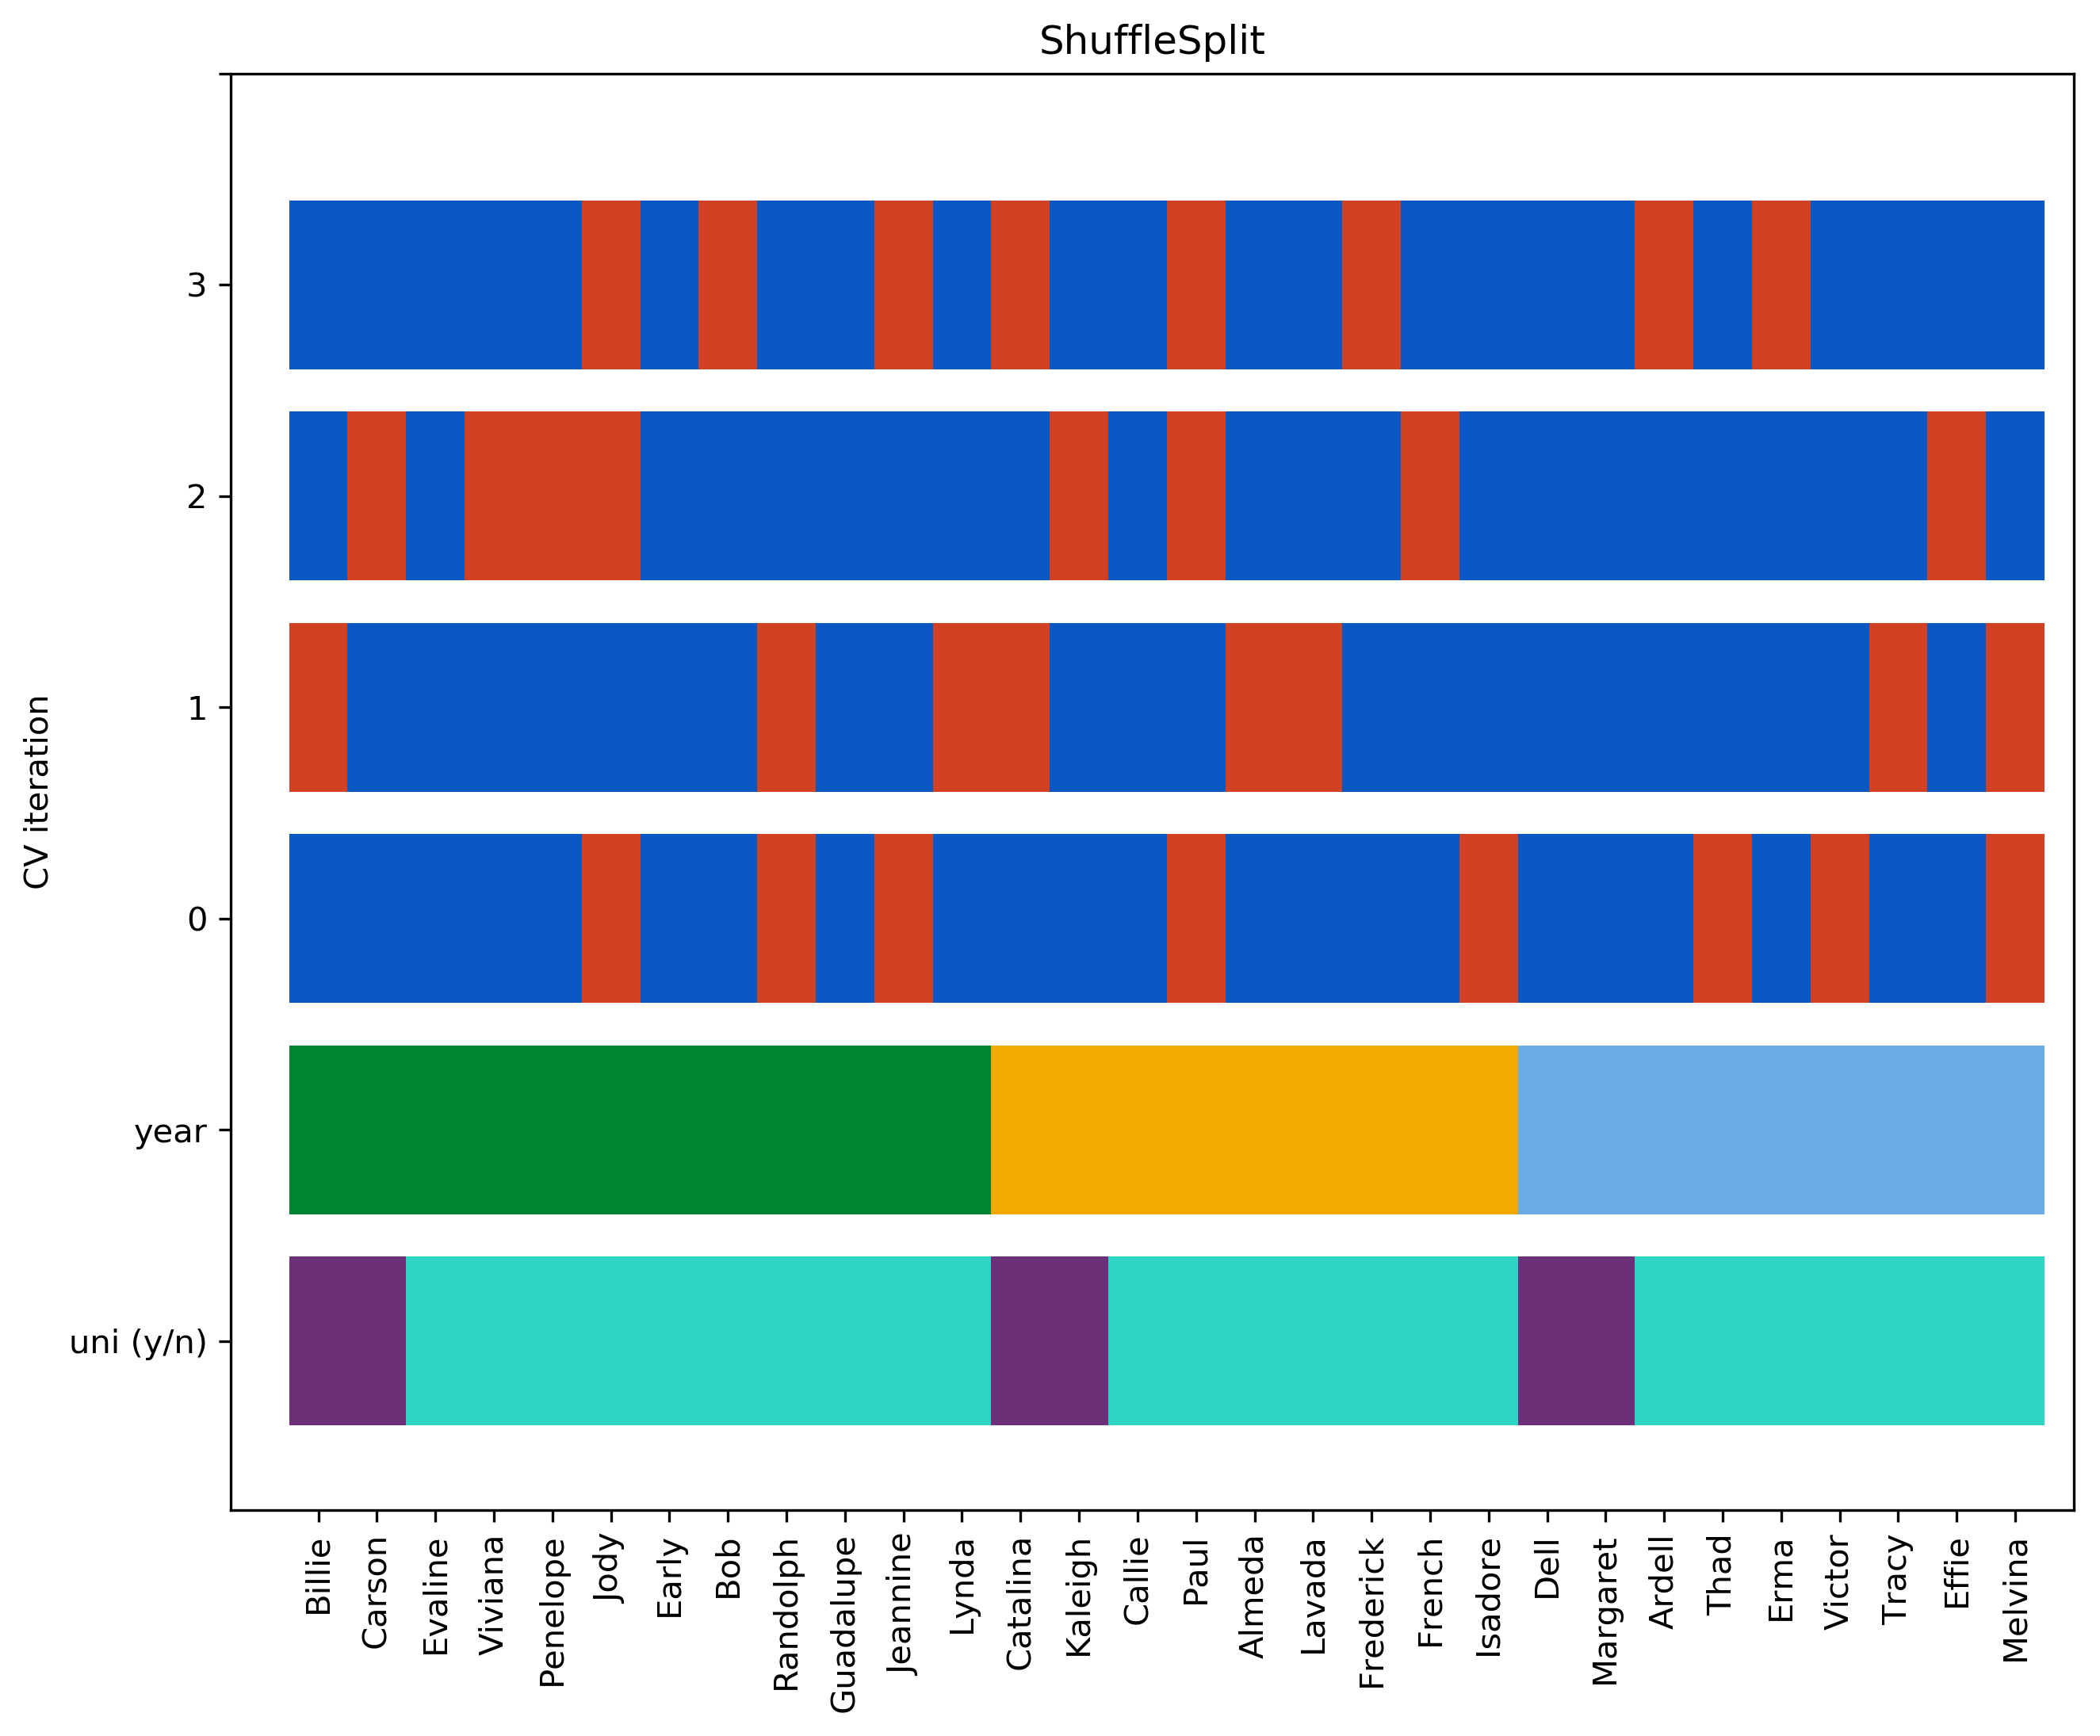 ShuffleSplit
3
2
1
0
year
uni (y/n)
CV iteration
Billie
Carson
Evaline
Viviana
Penelope
Jody
Early
Bob
Randolph
Guadalupe
Jeannine
Lynda
Catalina
Kaleigh
Callie
Paul
Almeda
Lavada
Frederick
French
Isadore
Dell
Margaret
Ardell
Thad
Erma
Victor
Tracy
Effie
Melvina